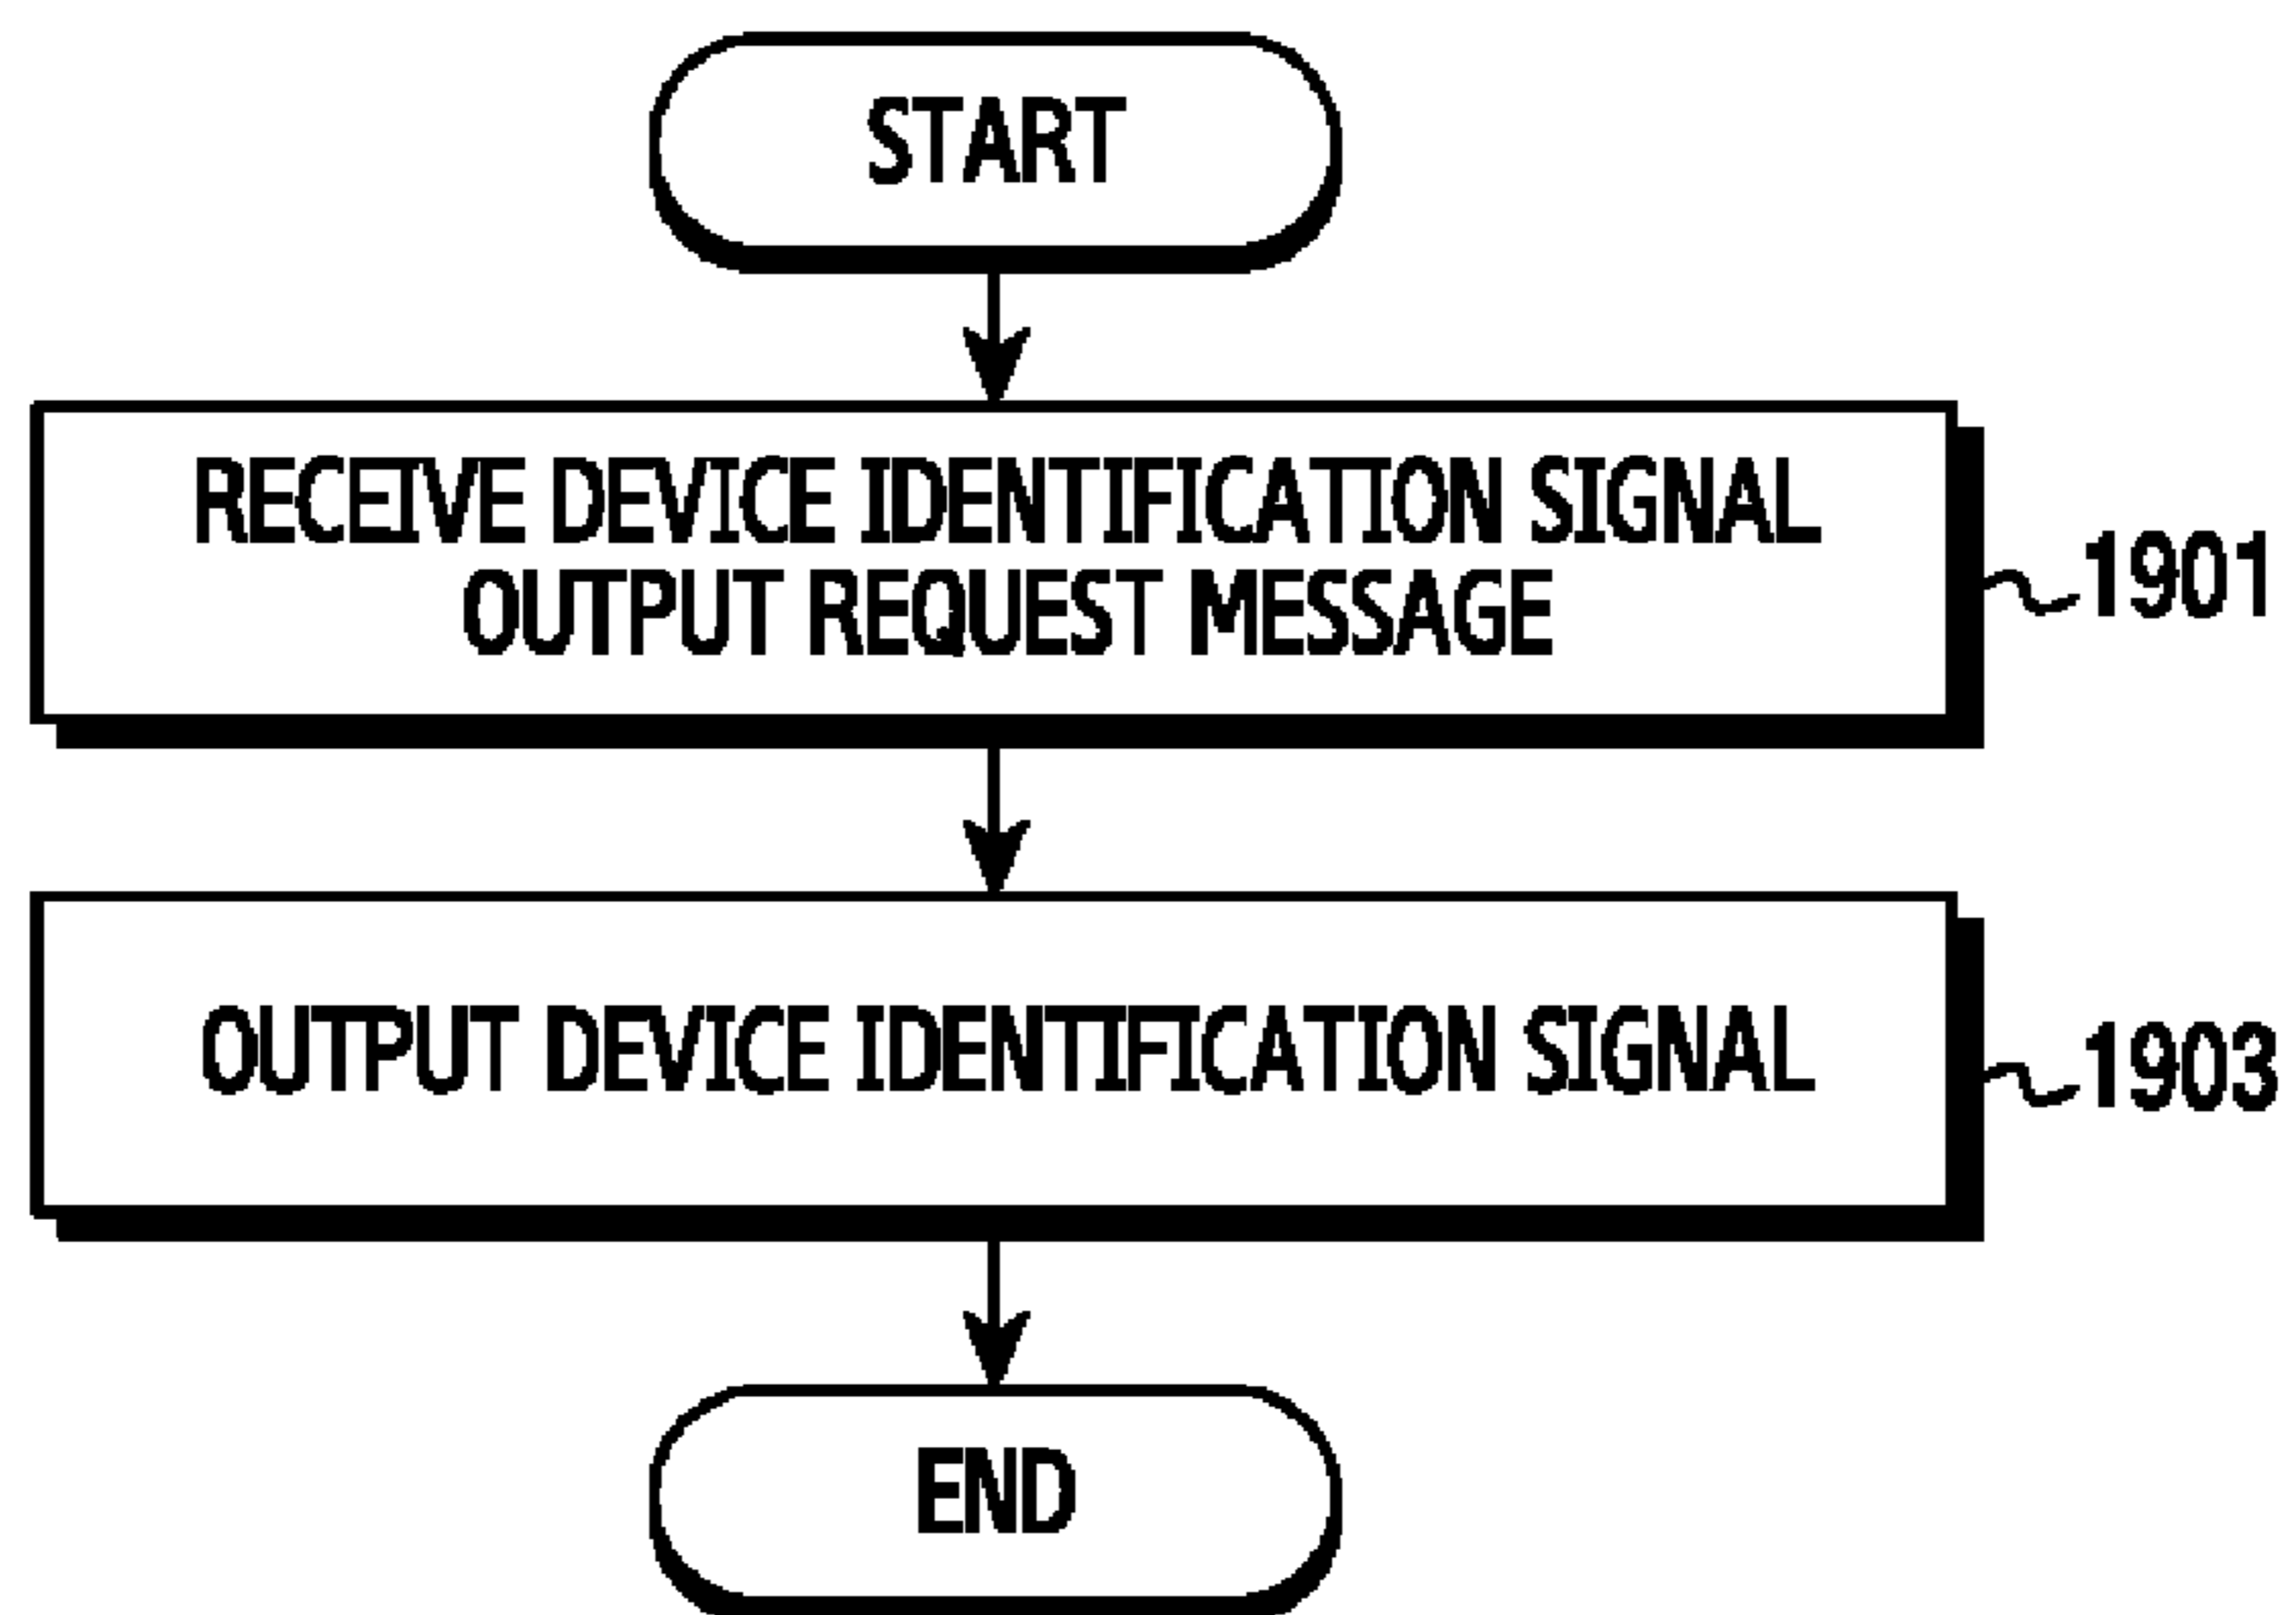 START
RECEIVE DEVICE IDENTIFICATION SIGNAL
OUTPUT REQUEST MESSAGE
1901
OUTPUT DEVICE IDENTIFICATION SIGNAL
1903
END